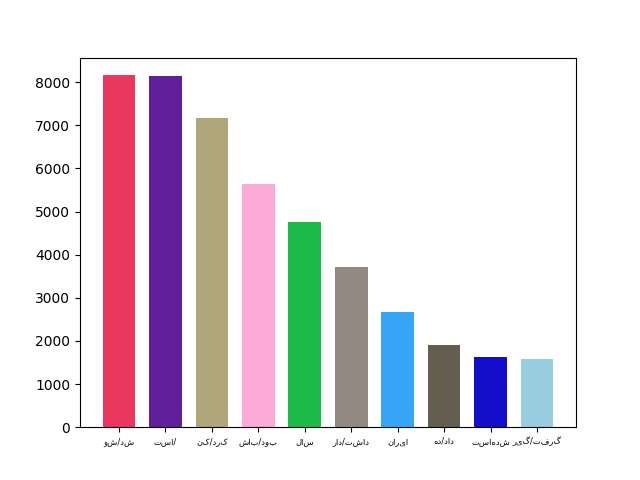 8000
7000
6000
5000
4000
3000
2000
1000
0
وش/دش
تسا/
نک/درک
شاب/دوب
لاس
راد/تشاد
ناریا
هد/داد
تساهدش
ریگ/تفرگ